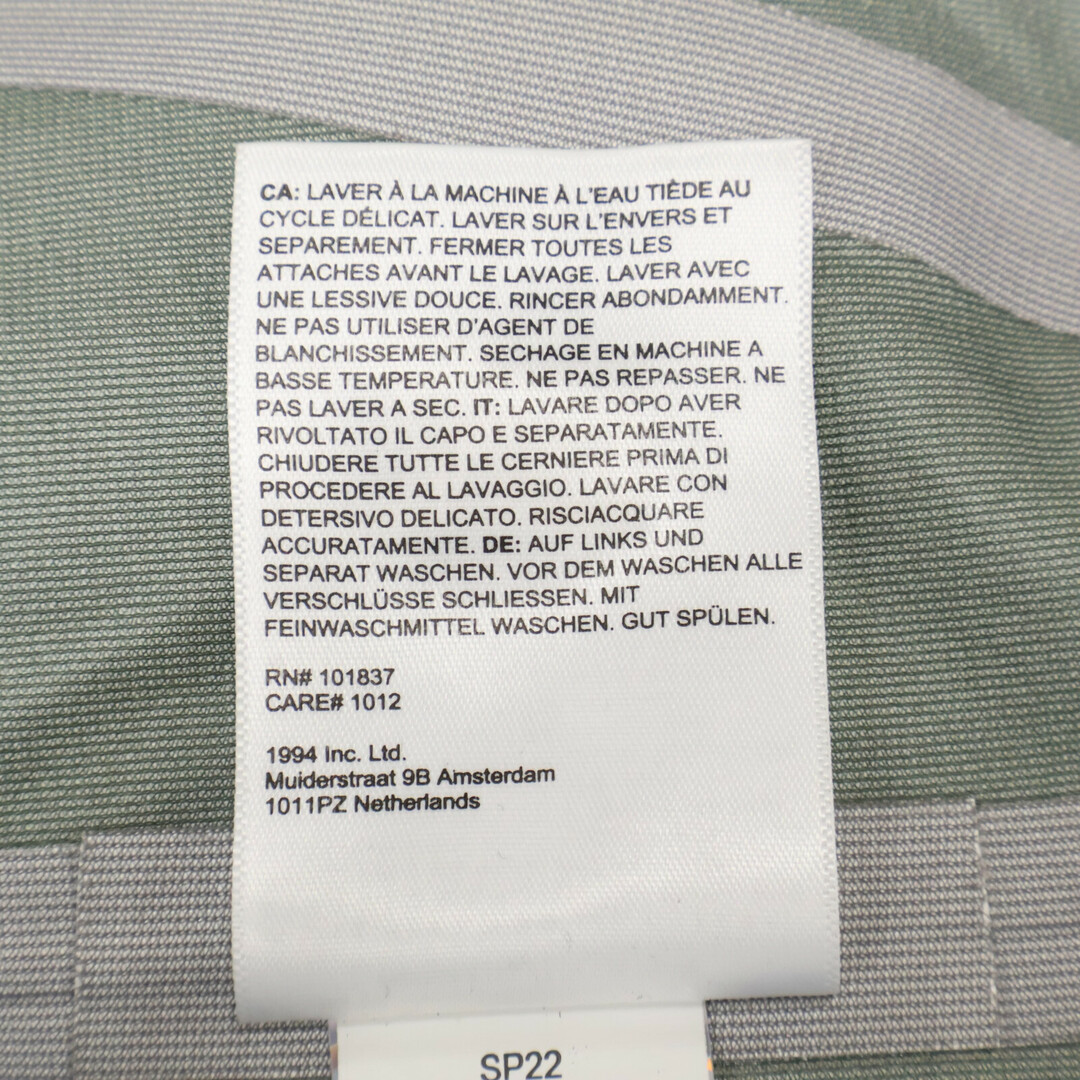 CA: LAVER À LA MACHINE À L'EAU TIÈDE AU
CYCLE DÉLICAT. LAVER SUR L'ENVERS ET
SEPAREMENT. FERMER TOUTES LES
ATTACHES AVANT LE LAVAGE. LAVER AVEC
UNE LESSIVE DOUCE. RINCER ABONDAMMENT.
NE PAS UTILISER D'AGENT DE
BLANCHISSEMENT. SECHAGE EN MACHINE A
BASSE TEMPERATURE. NE PAS REPASSER. NE
PAS LAVER A SEC. IT: LAVARE DOPO AVER
RIVOLTATO IL CAPO E SEPARATAMENTE.
CHIUDERE TUTTE LE CERNIERE PRIMA DI
PROCEDERE AL LAVAGGIO. LAVARE CON
DETERSIVO DELICATO. RISCIACQUARE
ACCURATAMENTE. DE: AUF LINKS UND
SEPARAT WASCHEN. VOR DEM WASCHEN ALLE
VERSCHLÜSSE SCHLIESSEN. MIT
FEINWASCHMITTEL WASCHEN. GUT SPÜLEN.
RN# 101837
CARE# 1012
1994 Inc. Ltd.
Muiderstraat 9B Amsterdam
1011PZ Netherlands
SP22